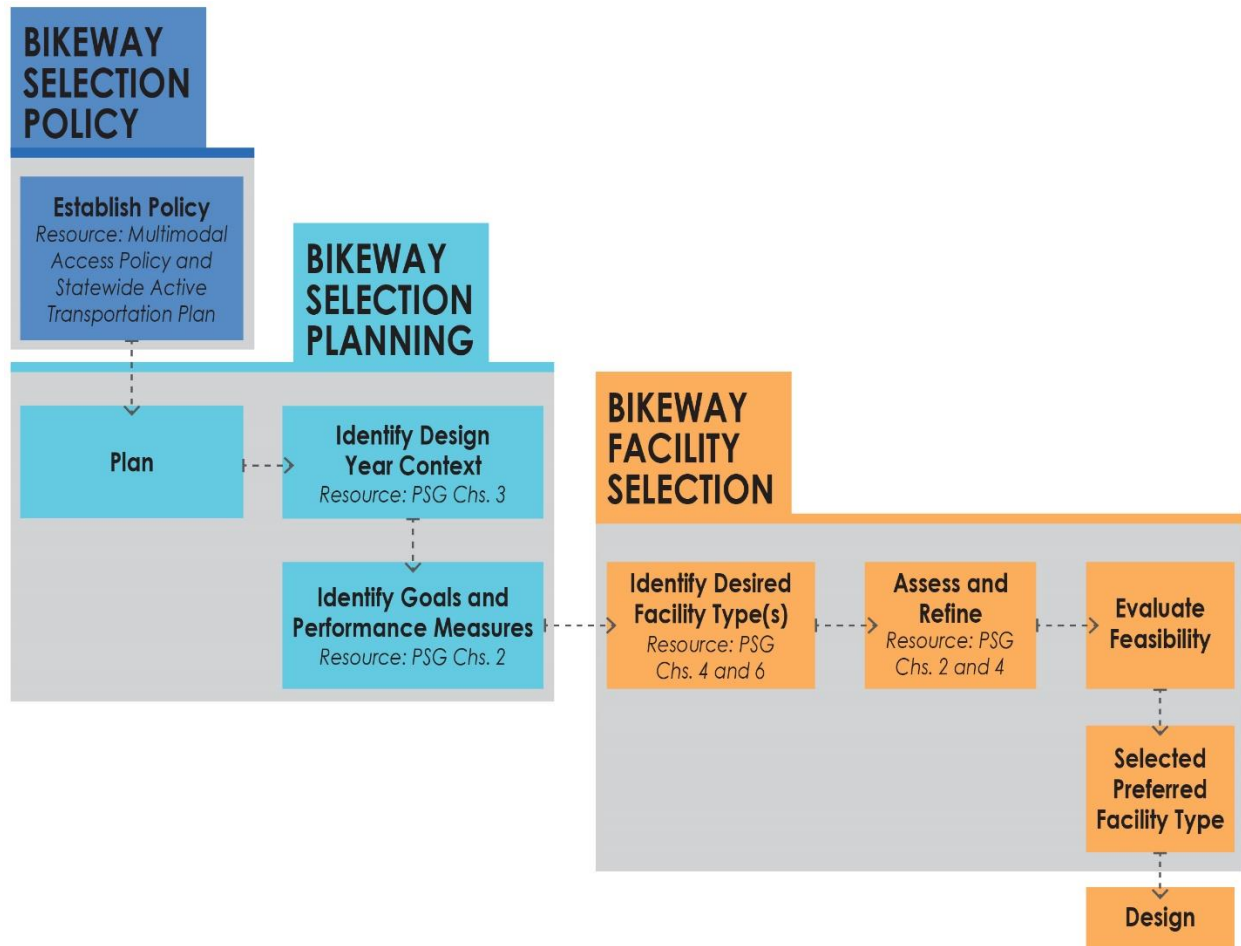 BIKEWAY
SELECTION
POLICY
Establish Policy
Resource: Multimodal
Access Policy and
Statewide Active
Transportation Plan
BIKEWAY
SELECTION
PLANNING
Plan
Identify Design
Year Context
Resource: PSG Chs. 3
Identify Goals and
Performance Measures
Resource: PSG Chs. 2
BIKEWAY
FACILITY
SELECTION
Identify Desired
Facility Type(s)
Resource: PSG
Chs. 4 and 6
Assess and
Refine
Resource: PSG
Chs. 2 and 4
Evaluate
Feasibility
Selected
Preferred
Facility Type
Design